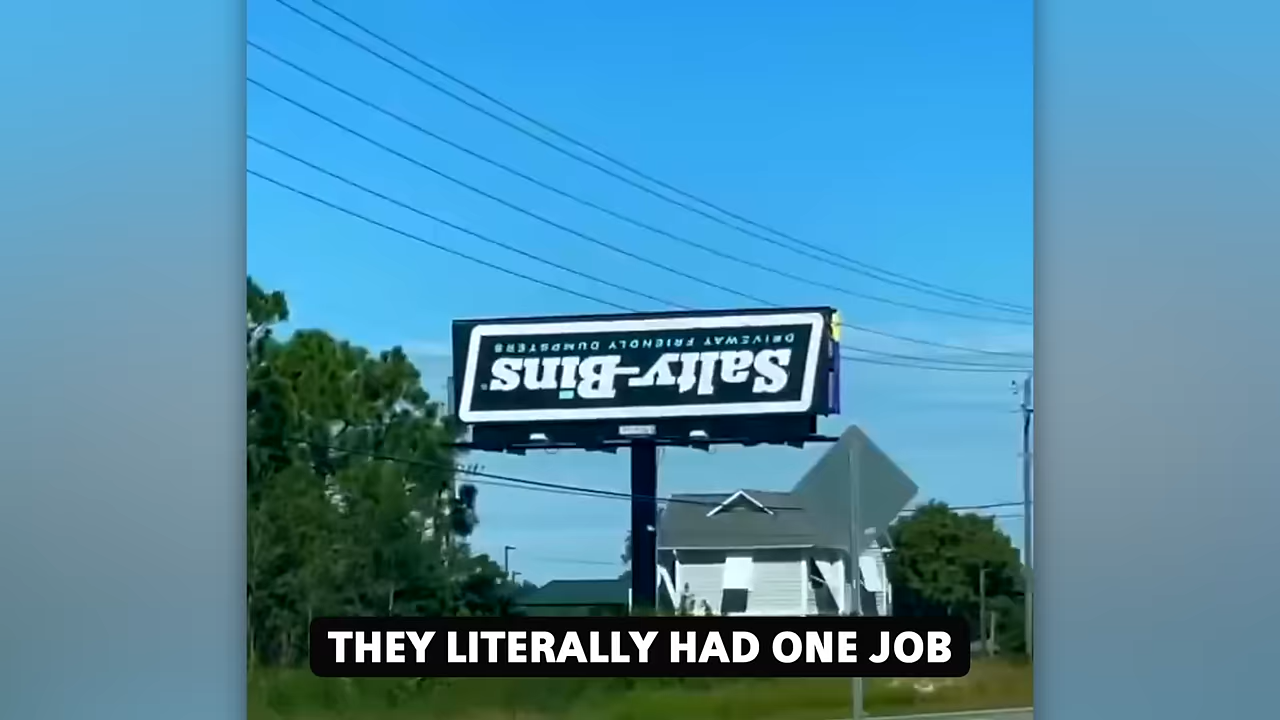 DRIVEWAY FRIENDLY DUMPSTERS
Salty-Bins
THEY LITERALLY HAD ONE JOB